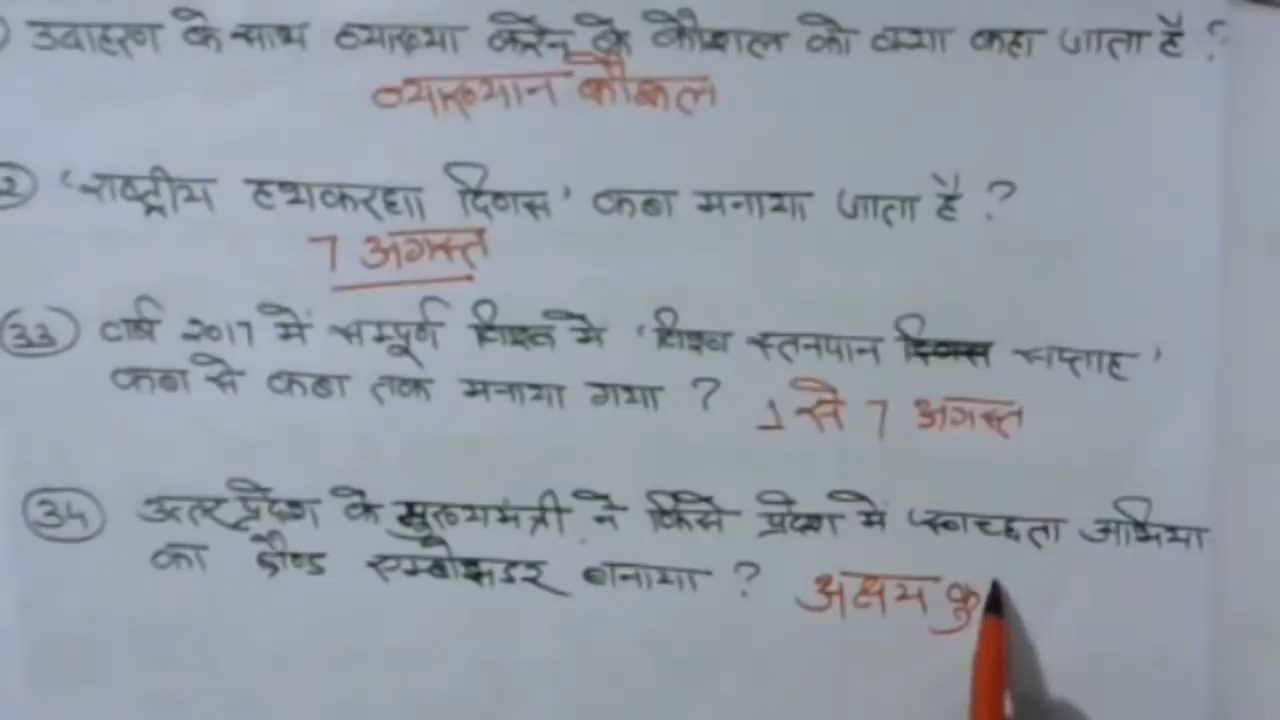 उदाहरण के साथ व्याख्या करेन के कौशल को क्या कहा जाता है ?
व्याख्यान कौशल
2 'राष्ट्रीय हथकरघा दिवस' कब मनाया जाता है ?
7 अगस्त
33 वर्ष 2017 में सम्पूर्ण विश्व मे 'विश्व स्तनपान दिवस सप्ताह'
कब से कब तक मनाया गया ? 1 से 7 अगस्त
34 उत्तर प्रदेश के मुख्यमंत्री ने किसे प्रदेश मे स्वच्छता अभिया
का ब्रैण्ड एम्बेसडर बनाया ? अक्षय कु